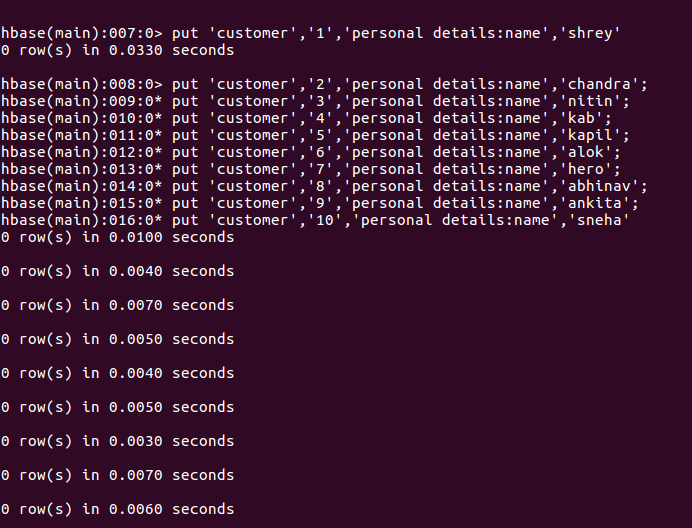 hbase(main):007:0> put 'customer','1','personal details:name','shrey'
0 row(s) in 0.0330 seconds
hbase(main):008:0> put 'customer','2','personal details:name','chandra';
hbase(main):009:0* put 'customer','3','personal details:name','nitin';
hbase(main):010:0* put 'customer','4','personal details:name','kab';
hbase(main):011:0* put 'customer','5','personal details:name','kapil';
hbase(main):012:0* put 'customer','6','personal details:name','alok';
hbase(main):013:0* put 'customer','7','personal details:name','hero';
hbase(main):014:0* put 'customer','8','personal details:name','abhinav';
hbase(main):015:0* put 'customer','9','personal details:name','ankita';
hbase(main):016:0* put 'customer','10','personal details:name','sneha'
0 row(s) in 0.0100 seconds
0 row(s) in 0.0040 seconds
0 row(s) in 0.0070 seconds
0 row(s) in 0.0050 seconds
0 row(s) in 0.0040 seconds
0 row(s) in 0.0050 seconds
0 row(s) in 0.0030 seconds
0 row(s) in 0.0070 seconds
0 row(s) in 0.0060 seconds